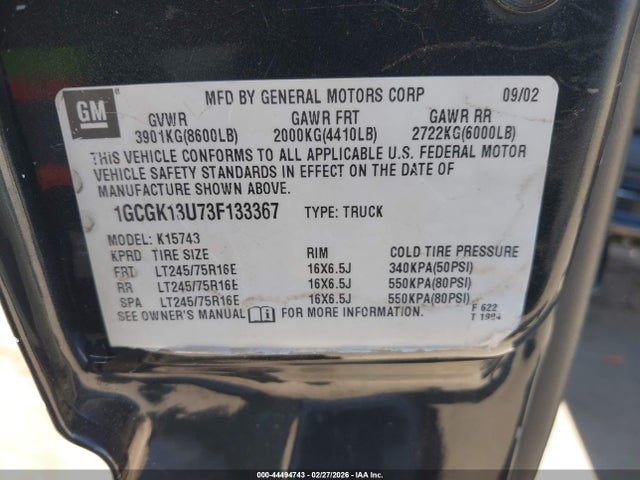 GM
MFD BY GENERAL MOTORS CORP 09/02
GVWR GAWR FRT GAWR RR
3901KG(8600LB) 2000KG(4410LB) 2722KG(6000LB)
THIS VEHICLE CONFORMS TO ALL APPLICABLE U.S. FEDERAL MOTOR
VEHICLE SAFETY STANDARDS IN EFFECT ON THE DATE OF
MANUFACTURE SHOWN ABOVE.
1GCGK13U73F133367 TYPE: TRUCK
MODEL: K15743
KPRD TIRE SIZE RIM COLD TIRE PRESSURE
FRT LT245/75R16E 16X6.5J 340KPA(50PSI)
RR LT245/75R16E 16X6.5J 550KPA(80PSI)
SPA LT245/75R16E 16X6.5J 550KPA(80PSI)
SEE OWNER'S MANUAL FOR MORE INFORMATION.
F 622
T 1994
000-44494743 - 02/27/2026 - IAA Inc.